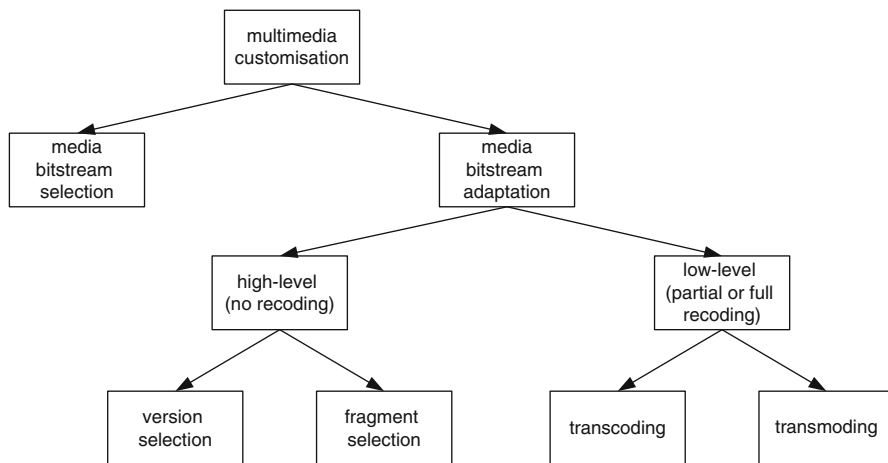 multimedia
customisation
media
bitstream
selection
media
bitstream
adaptation
high-level
(no recoding)
low-level
(partial or full
recoding)
version
selection
fragment
selection
transcoding
transmoding